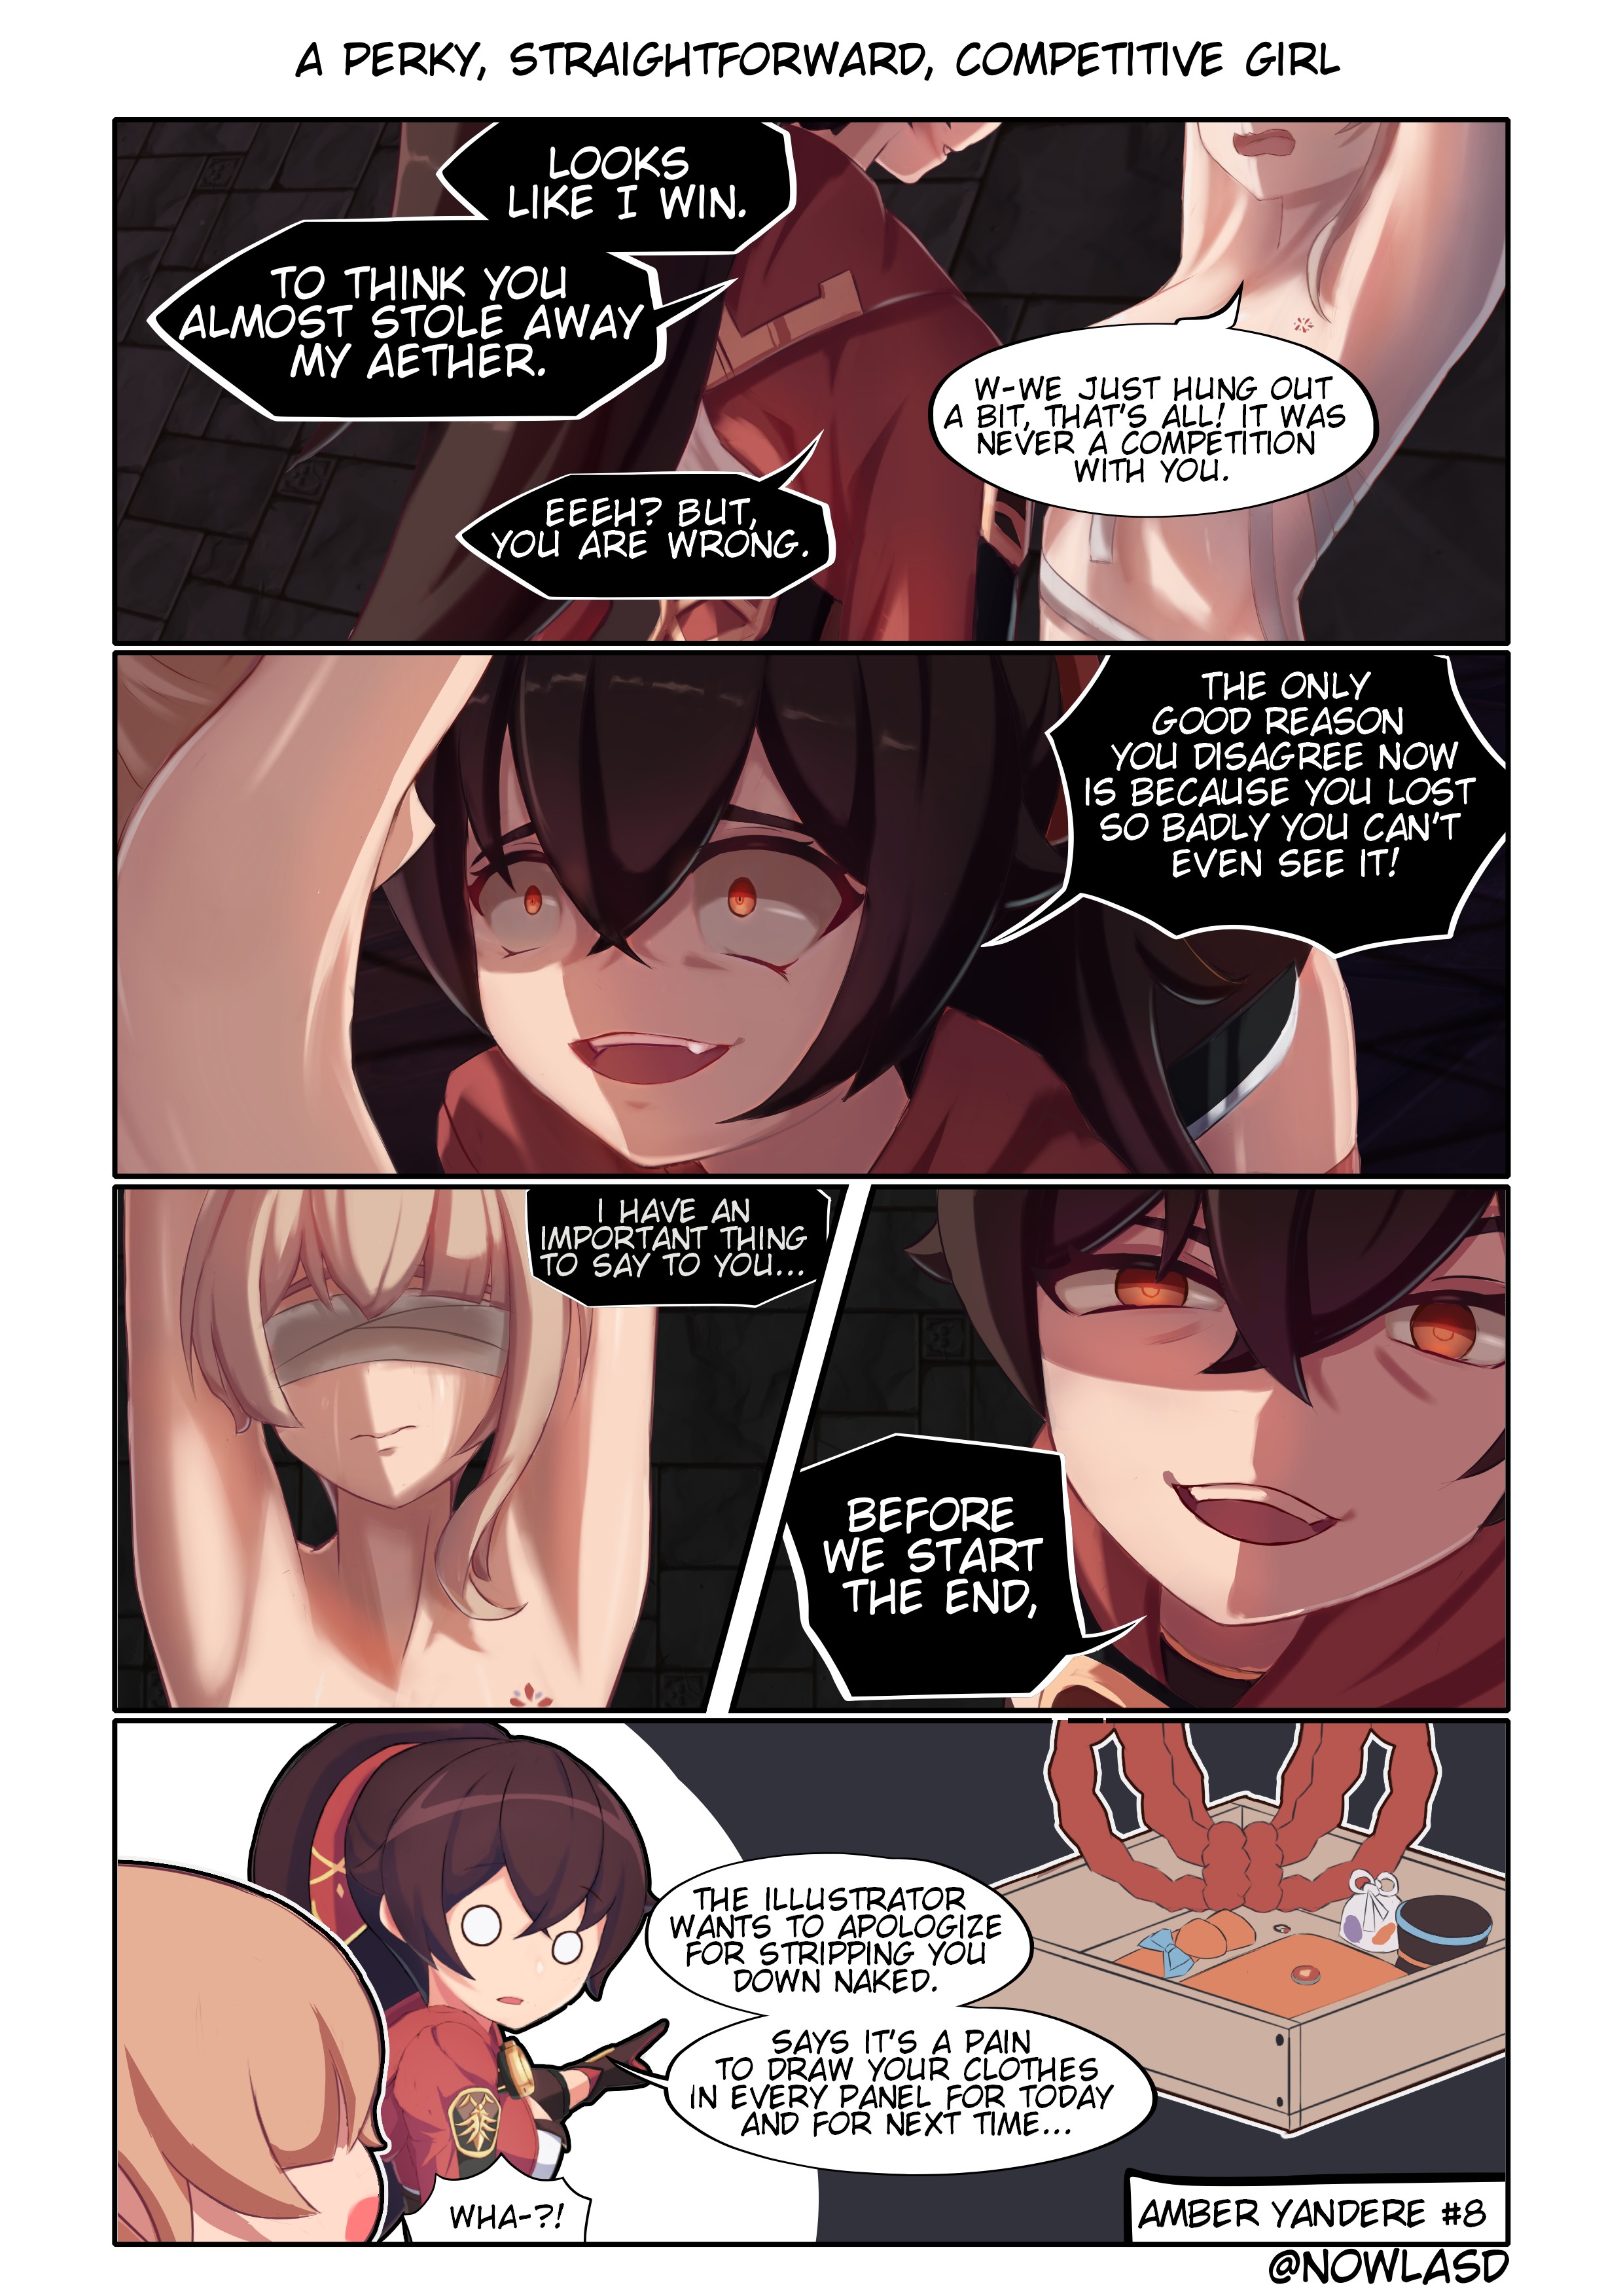 A PERKY, STRAIGHTFORWARD, COMPETITIVE GIRL
LOOKS
LIKE I WIN.
TO THINK YOU
ALMOST STOLE AWAY
MY AETHER.
W-WE JUST HUNG OUT
A BIT, THAT'S ALL! IT WAS
NEVER A COMPETITION
WITH YOU.
EEEH? BUT,
YOU ARE WRONG.
THE ONLY
GOOD REASON
YOU DISAGREE NOW
IS BECAUSE YOU LOST
SO BADLY YOU CAN'T
EVEN SEE IT!
I HAVE AN
IMPORTANT THING
TO SAY TO YOU...
BEFORE
WE START
THE END,
THE ILLUSTRATOR
WANTS TO APOLOGIZE
FOR STRIPPING YOU
DOWN NAKED.
SAYS IT'S A PAIN
TO DRAW YOUR CLOTHES
IN EVERY PANEL FOR TODAY
AND FOR NEXT TIME...
WHA-?!
AMBER YANDERE #8
@NOWLASD